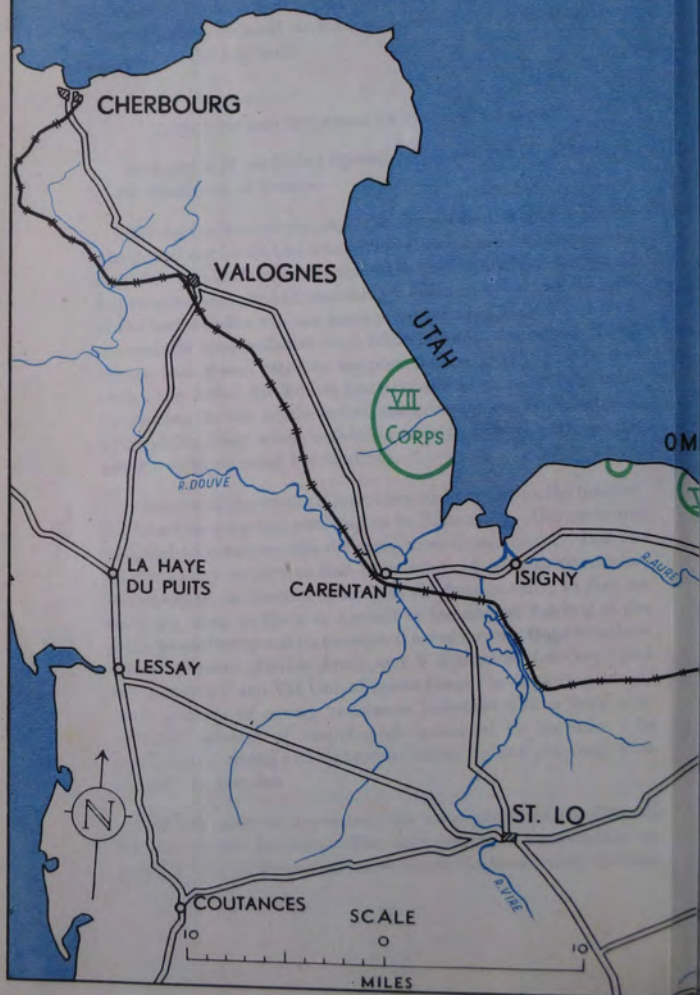 CHERBOURG
VALOGNES
UTAH
VII
CORPS
OM
R. DOUVE
R. AURE
LA HAYE
DU PUITS
CARENTAN
ISIGNY
LESSAY
N
ST. LO
R. VIRE
COUTANCES
SCALE
10 0 10
MILES